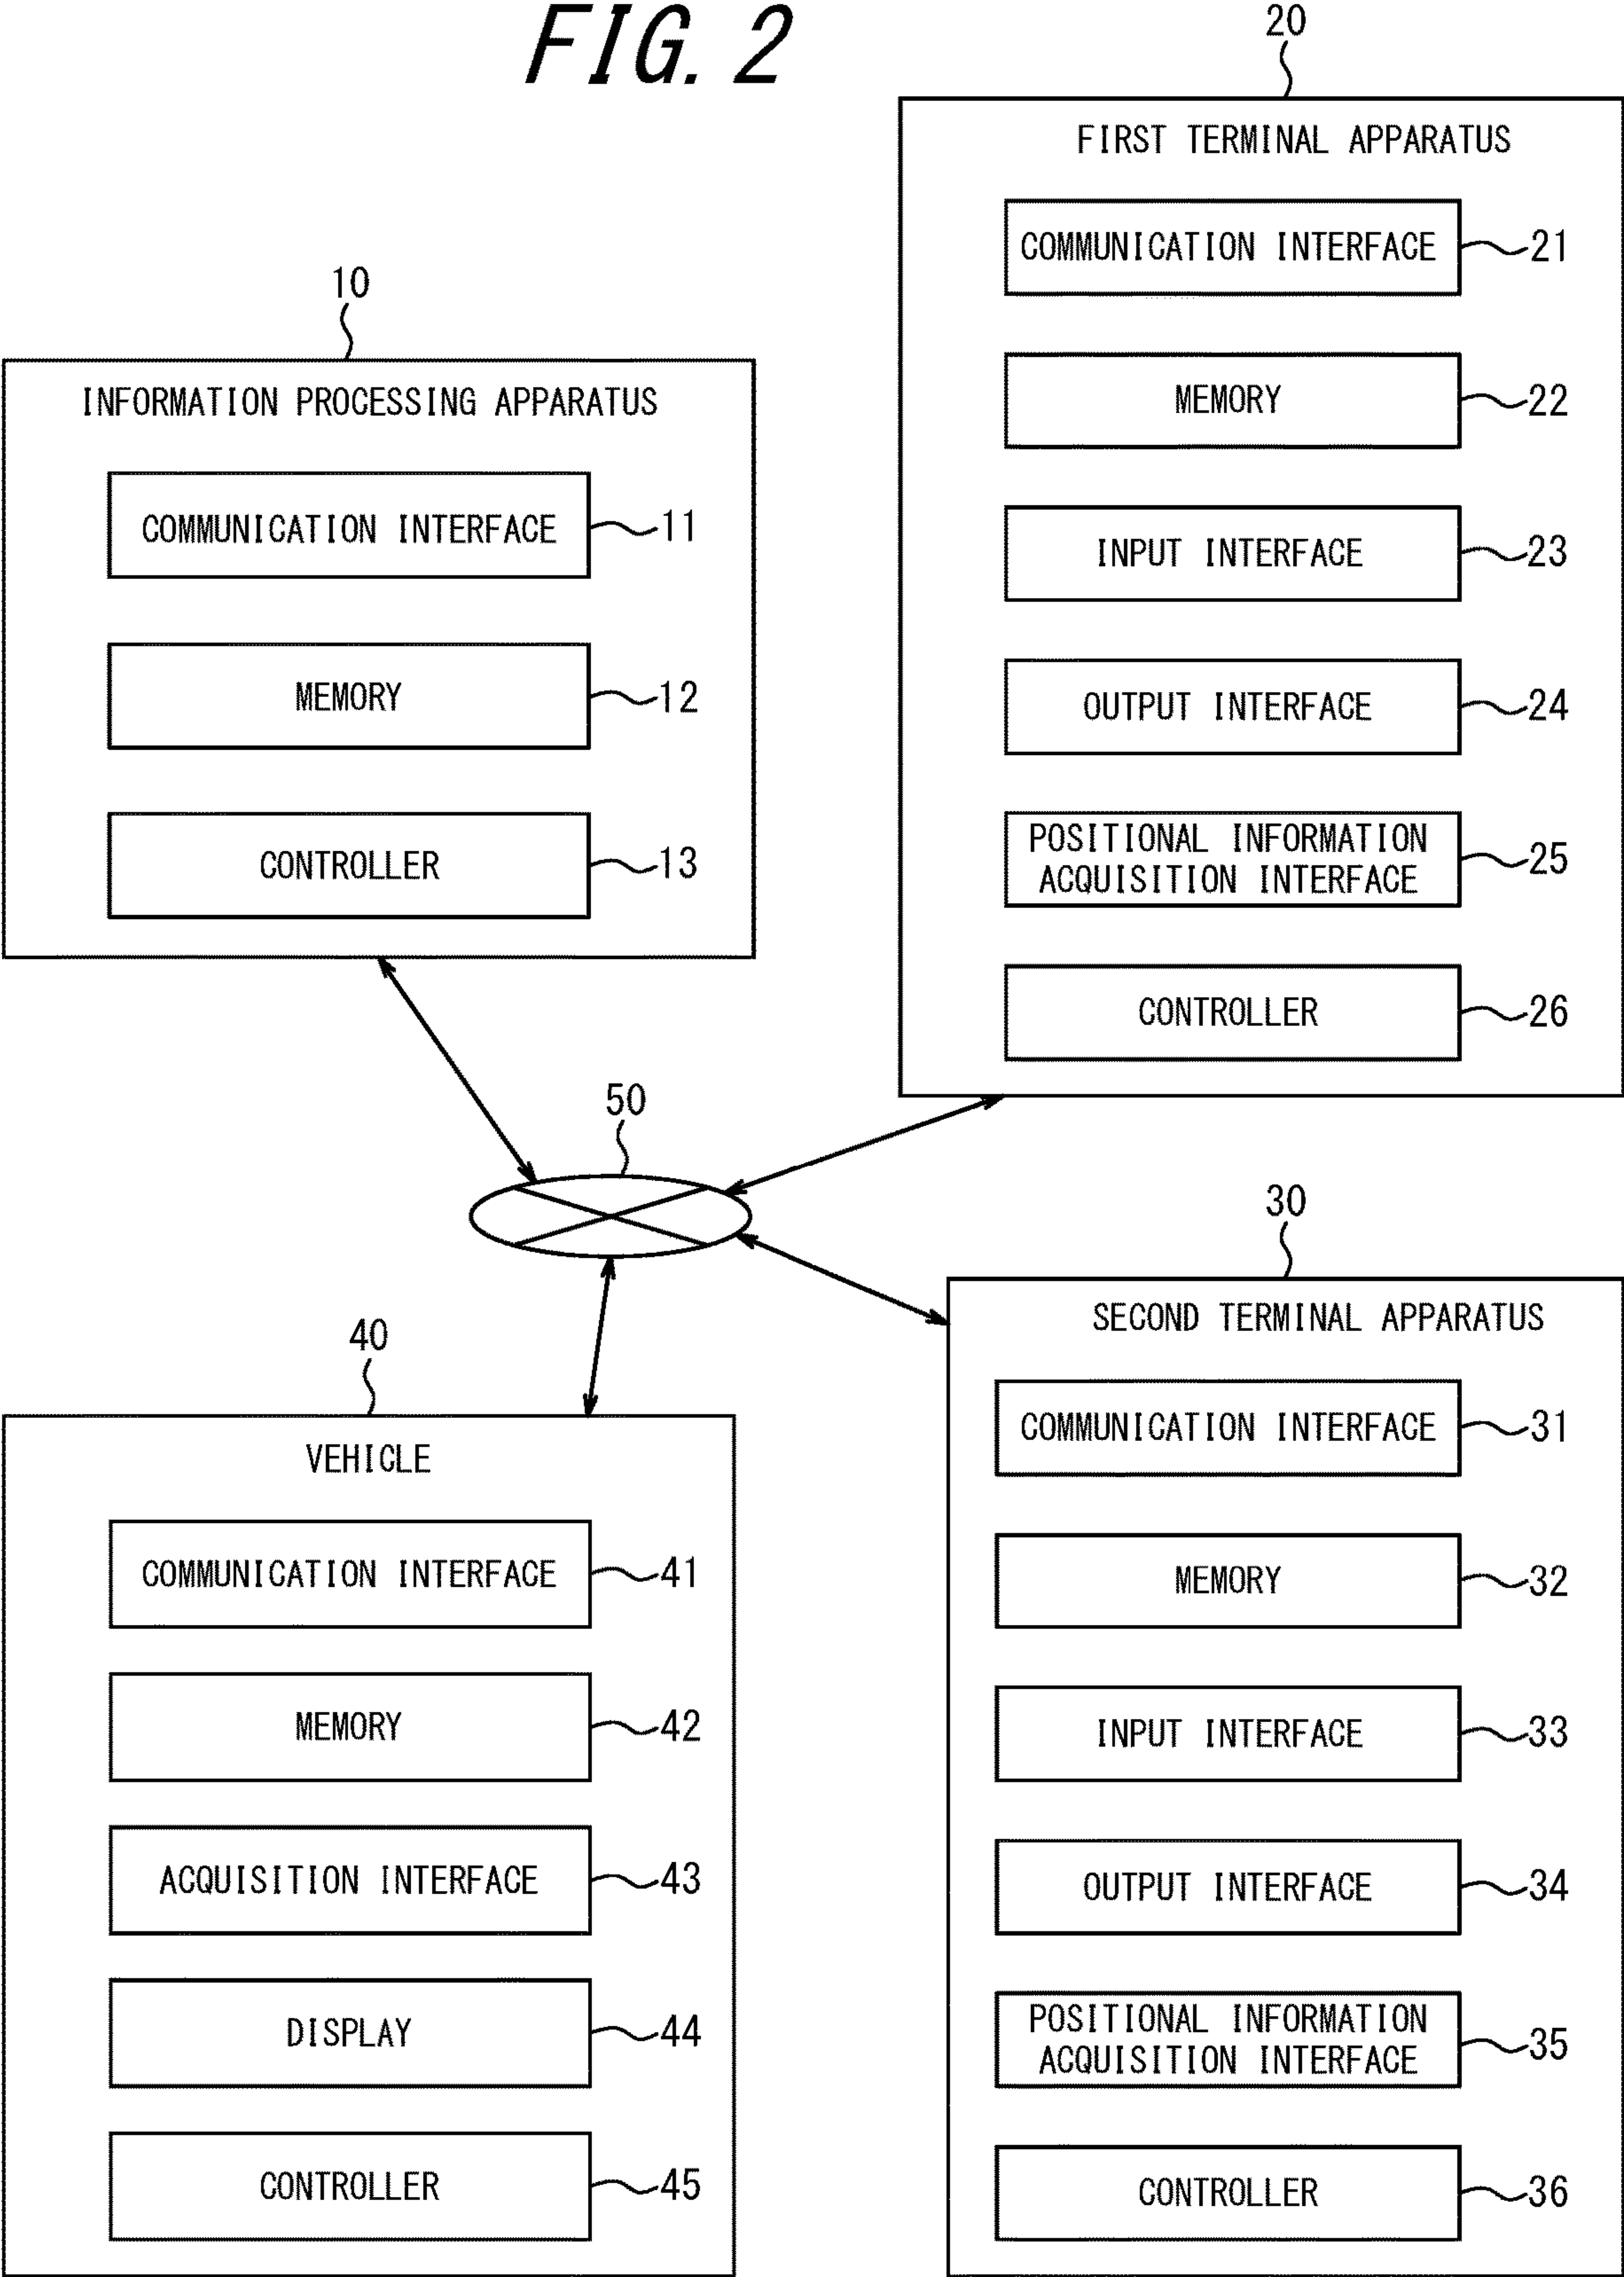 FIG. 2
10
INFORMATION PROCESSING APPARATUS
COMMUNICATION INTERFACE
11
MEMORY
12
CONTROLLER
13
20
FIRST TERMINAL APPARATUS
COMMUNICATION INTERFACE
21
MEMORY
22
INPUT INTERFACE
23
OUTPUT INTERFACE
24
POSITIONAL INFORMATION
ACQUISITION INTERFACE
25
CONTROLLER
26
50
40
VEHICLE
COMMUNICATION INTERFACE
41
MEMORY
42
ACQUISITION INTERFACE
43
DISPLAY
44
CONTROLLER
45
30
SECOND TERMINAL APPARATUS
COMMUNICATION INTERFACE
31
MEMORY
32
INPUT INTERFACE
33
OUTPUT INTERFACE
34
POSITIONAL INFORMATION
ACQUISITION INTERFACE
35
CONTROLLER
36